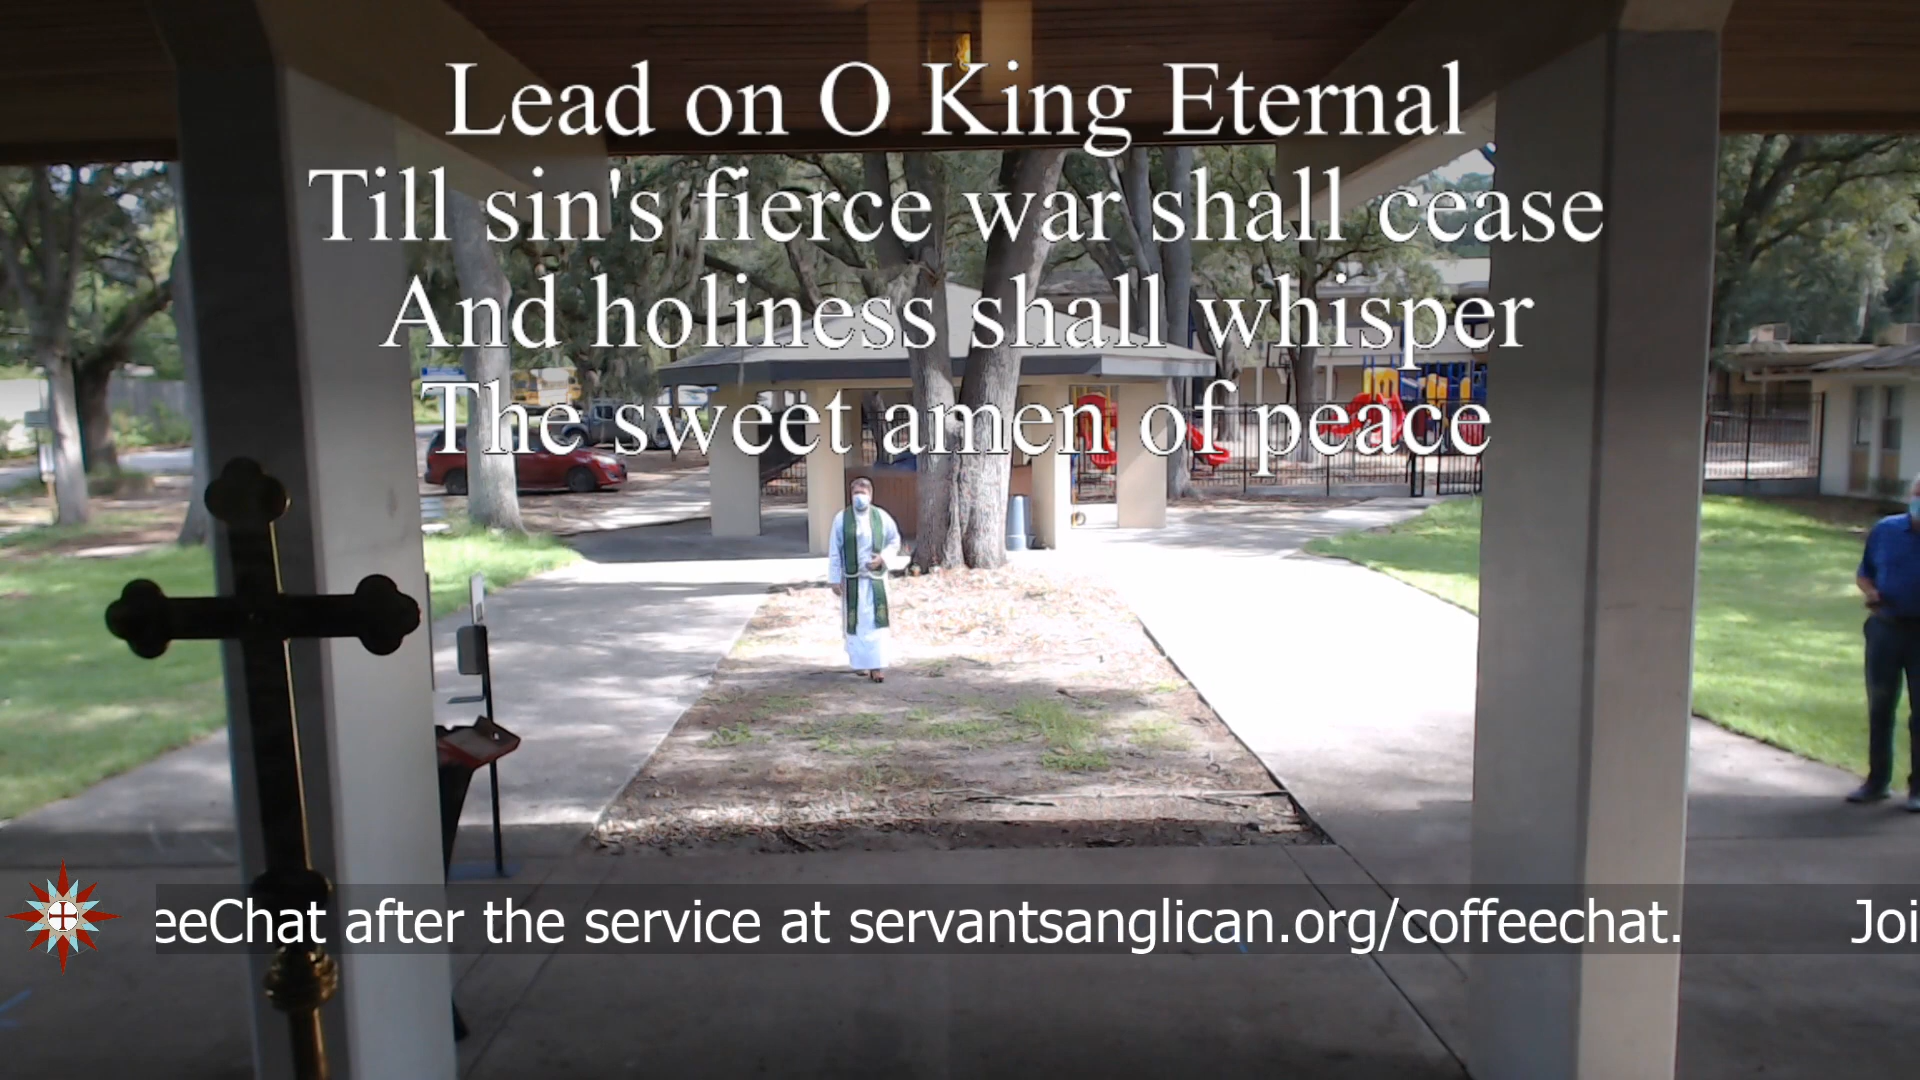 Lead on O King Eternal
Till sin's fierce war shall cease
And holiness shall whisper
The sweet amen of peace
eeChat after the service at servantsanglican.org/coffeechat. Joi